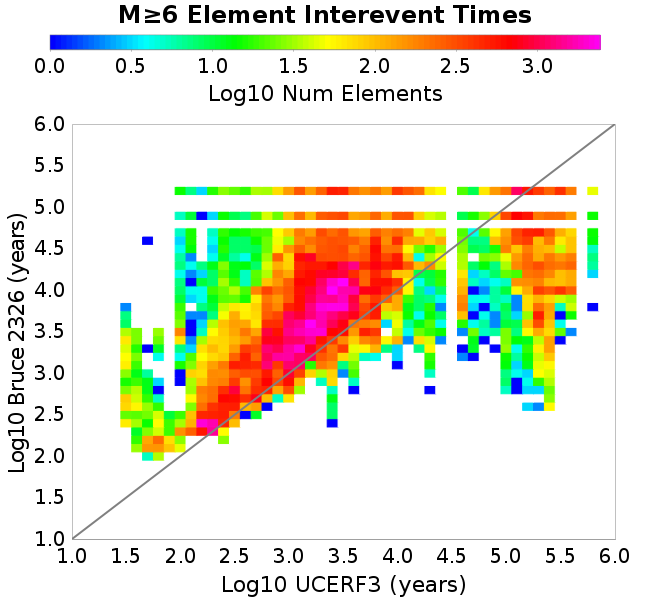 M≥6 Element Interevent Times
0.0 0.5 1.0 1.5 2.0 2.5 3.0
Log10 Num Elements
6.0
5.5
5.0
4.5
4.0
3.5
3.0
2.5
2.0
1.5
1.0
Log10 Bruce 2326 (years)
1.0 1.5 2.0 2.5 3.0 3.5 4.0 4.5 5.0 5.5 6.0
Log10 UCERF3 (years)